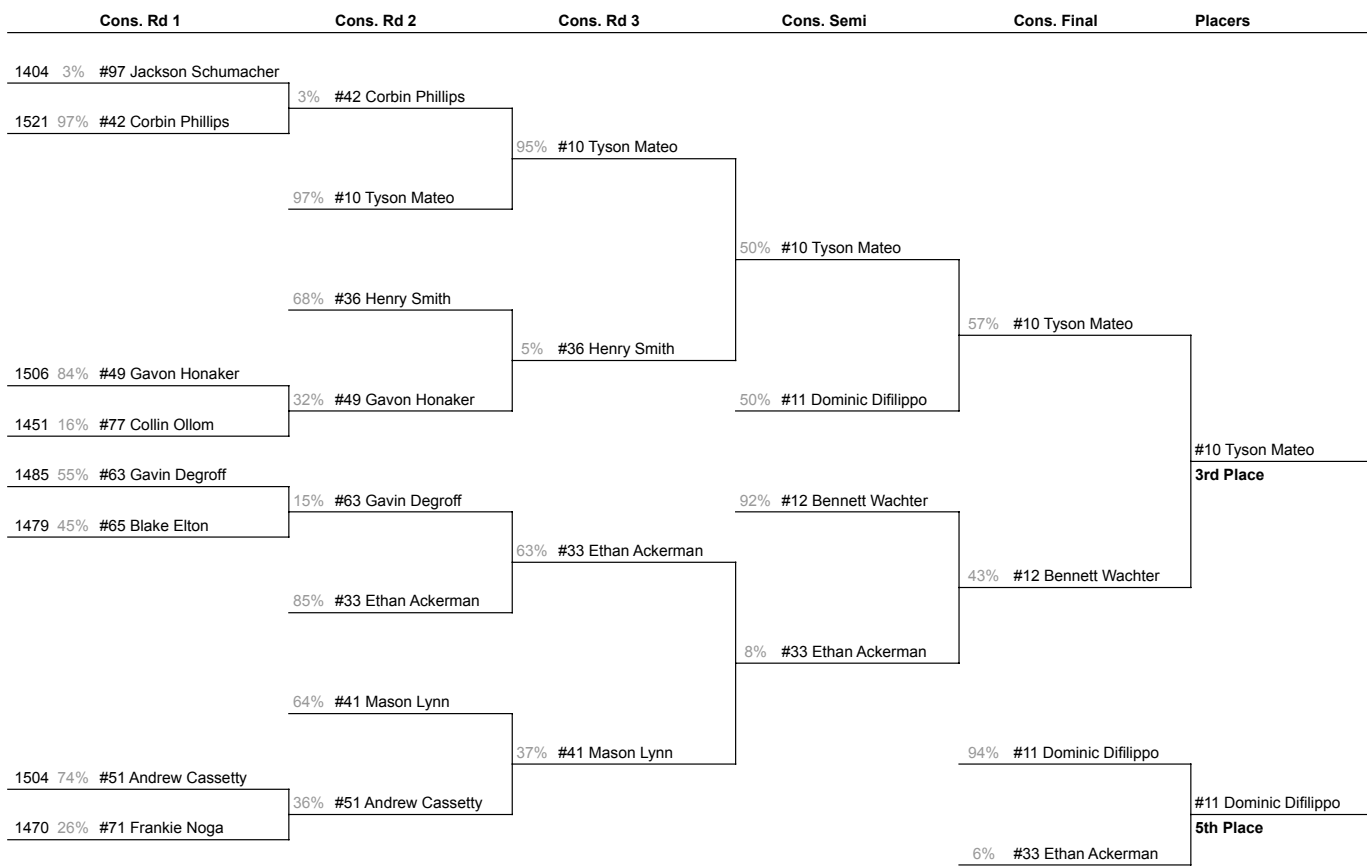 Cons. Rd 1 Cons. Rd 2 Cons. Rd 3 Cons. Semi Cons. Final Placers
1404 3% #97 Jackson Schumacher
3% #42 Corbin Phillips
1521 97% #42 Corbin Phillips
95% #10 Tyson Mateo
97% #10 Tyson Mateo
50% #10 Tyson Mateo
68% #36 Henry Smith
57% #10 Tyson Mateo
5% #36 Henry Smith
1506 84% #49 Gavon Honaker
32% #49 Gavon Honaker 50% #11 Dominic Difilippo
1451 16% #77 Collin Ollom
#10 Tyson Mateo
1485 55% #63 Gavin Degroff
3rd Place
15% #63 Gavin Degroff 92% #12 Bennett Wachter
1479 45% #65 Blake Elton
63% #33 Ethan Ackerman
43% #12 Bennett Wachter
85% #33 Ethan Ackerman
8% #33 Ethan Ackerman
64% #41 Mason Lynn
37% #41 Mason Lynn 94% #11 Dominic Difilippo
1504 74% #51 Andrew Cassetty
36% #51 Andrew Cassetty #11 Dominic Difilippo
1470 26% #71 Frankie Noga 5th Place
6% #33 Ethan Ackerman